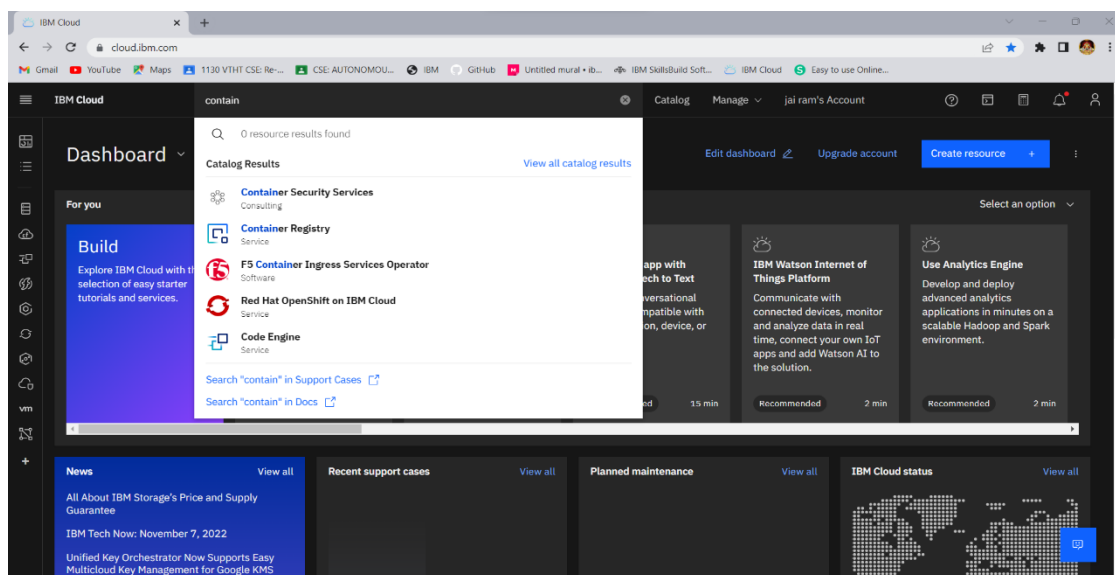 IBM Cloud
cloud.ibm.com
Gmail YouTube Maps 1130 VTHT CSE: Re-... CSE: AUTONOMOU... IBM GitHub Untitled mural • ib... IBM SkillsBuild Soft... IBM Cloud Easy to use Online...
IBM Cloud contain Catalog Manage jai ram's Account
Dashboard
Edit dashboard Upgrade account Create resource +
0 resource results found
Catalog Results View all catalog results
Container Security Services
Consulting
Container Registry
Service
F5 Container Ingress Services Operator
Software
Red Hat OpenShift on IBM Cloud
Service
Code Engine
Service
Search "contain" in Support Cases
Search "contain" in Docs
For you
Select an option
Build
Explore IBM Cloud with
selection of easy starter
tutorials and services.
app with
ech to Text
versational
mpatible with
on, device, or
ed 15 min
IBM Watson Internet of
Things Platform
Communicate with
connected devices, monitor
and analyze data in real
time, connect your own IoT
apps and add Watson AI to
the solution.
Recommended 2 min
Use Analytics Engine
Develop and deploy
advanced analytics
applications in minutes on a
scalable Hadoop and Spark
environment.
Recommended 2 min
vm
News View all
All About IBM Storage's Price and Supply
Guarantee
IBM Tech Now: November 7, 2022
Unified Key Orchestrator Now Supports Easy
Multicloud Key Management for Google KMS
Recent support cases View all
Planned maintenance View all
IBM Cloud status View all